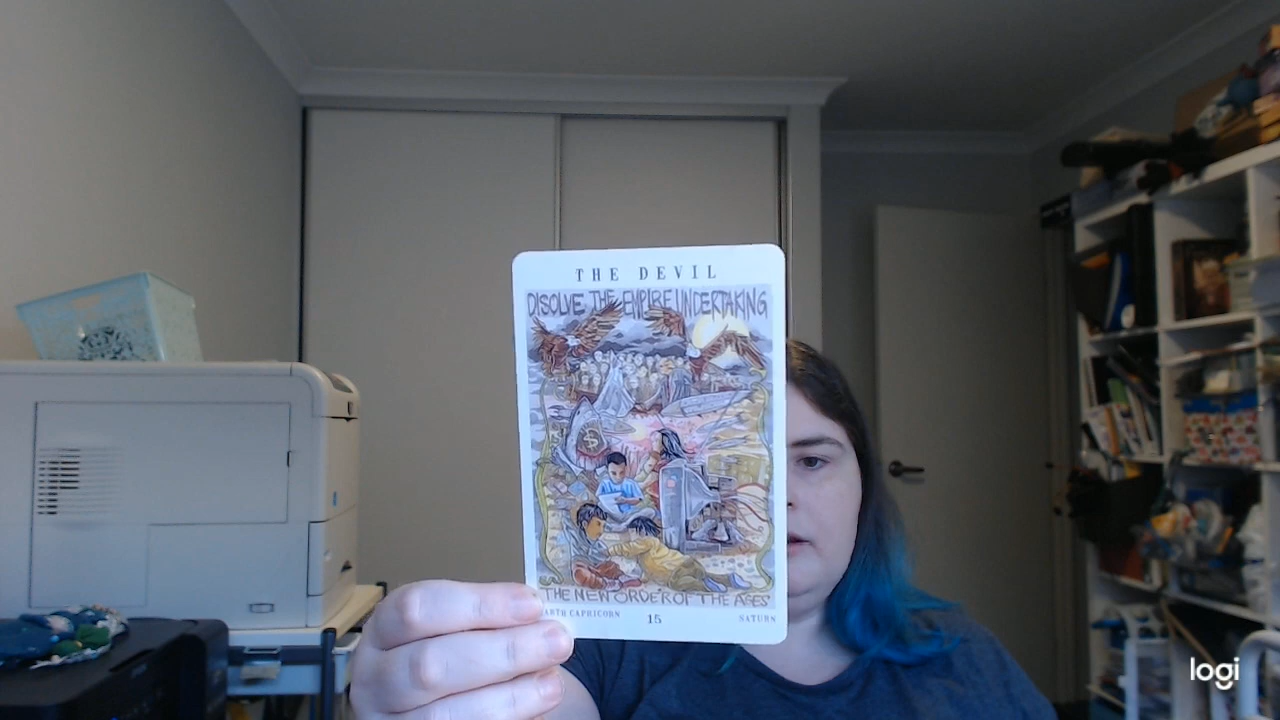 THE DEVIL
DISOLVE THE EMPIRE UNDERTAKING
$
THE NEW ORDER OF THE AGES
EARTH CAPRICORN 15 SATURN
logi